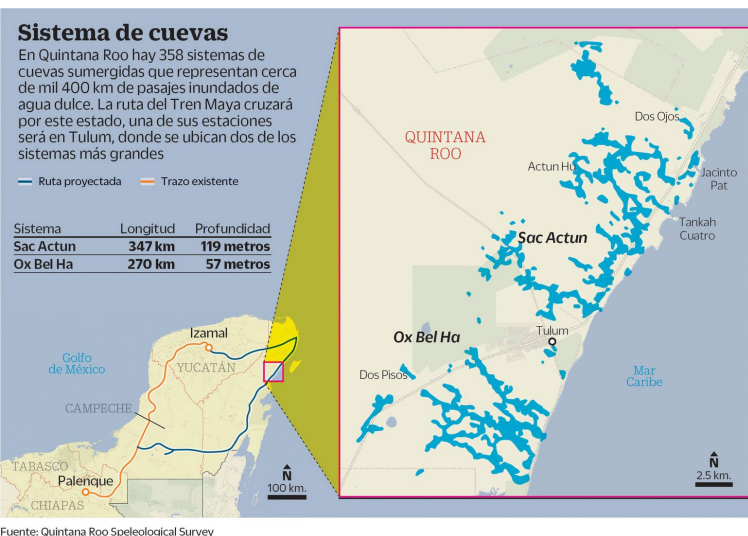 Sistema de cuevas
En Quintana Roo hay 358 sistemas de
cuevas sumergidas que representan cerca
de mil 400 km de pasajes inundados de
agua dulce. La ruta del Tren Maya cruzará
por este estado, una de sus estaciones
será en Tulum, donde se ubican dos de los
sistemas más grandes
Ruta proyectada
Trazo existente
Sistema Longitud Profundidad
Sac Actun 347 km 119 metros
Ox Bel Ha 270 km 57 metros
Izamal
Golfo
de México
YUCATÁN
CAMPECHE
TABASCO
Palenque
CHIAPAS
N
100 km.
QUINTANA
ROO
Dos Ojos
Actun Hu
Jacinto
Pat
Tankah
Cuatro
Sac Actun
Ox Bel Ha
Tulum
Dos Pisos
Mar
Caribe
N
2.5 km.
Fuente: Quintana Roo Speleological Survey